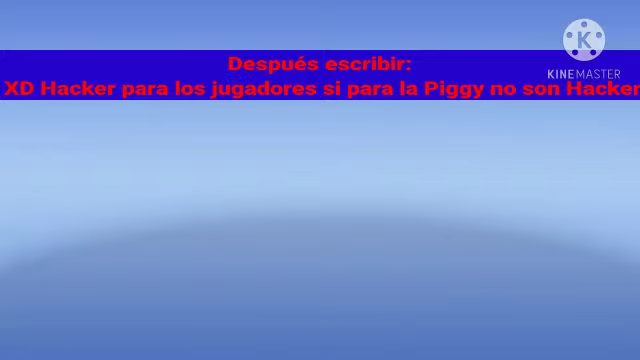 Después escribir:
XD Hacker para los jugadores si para la Piggy no son Hacker
KINEMASTER